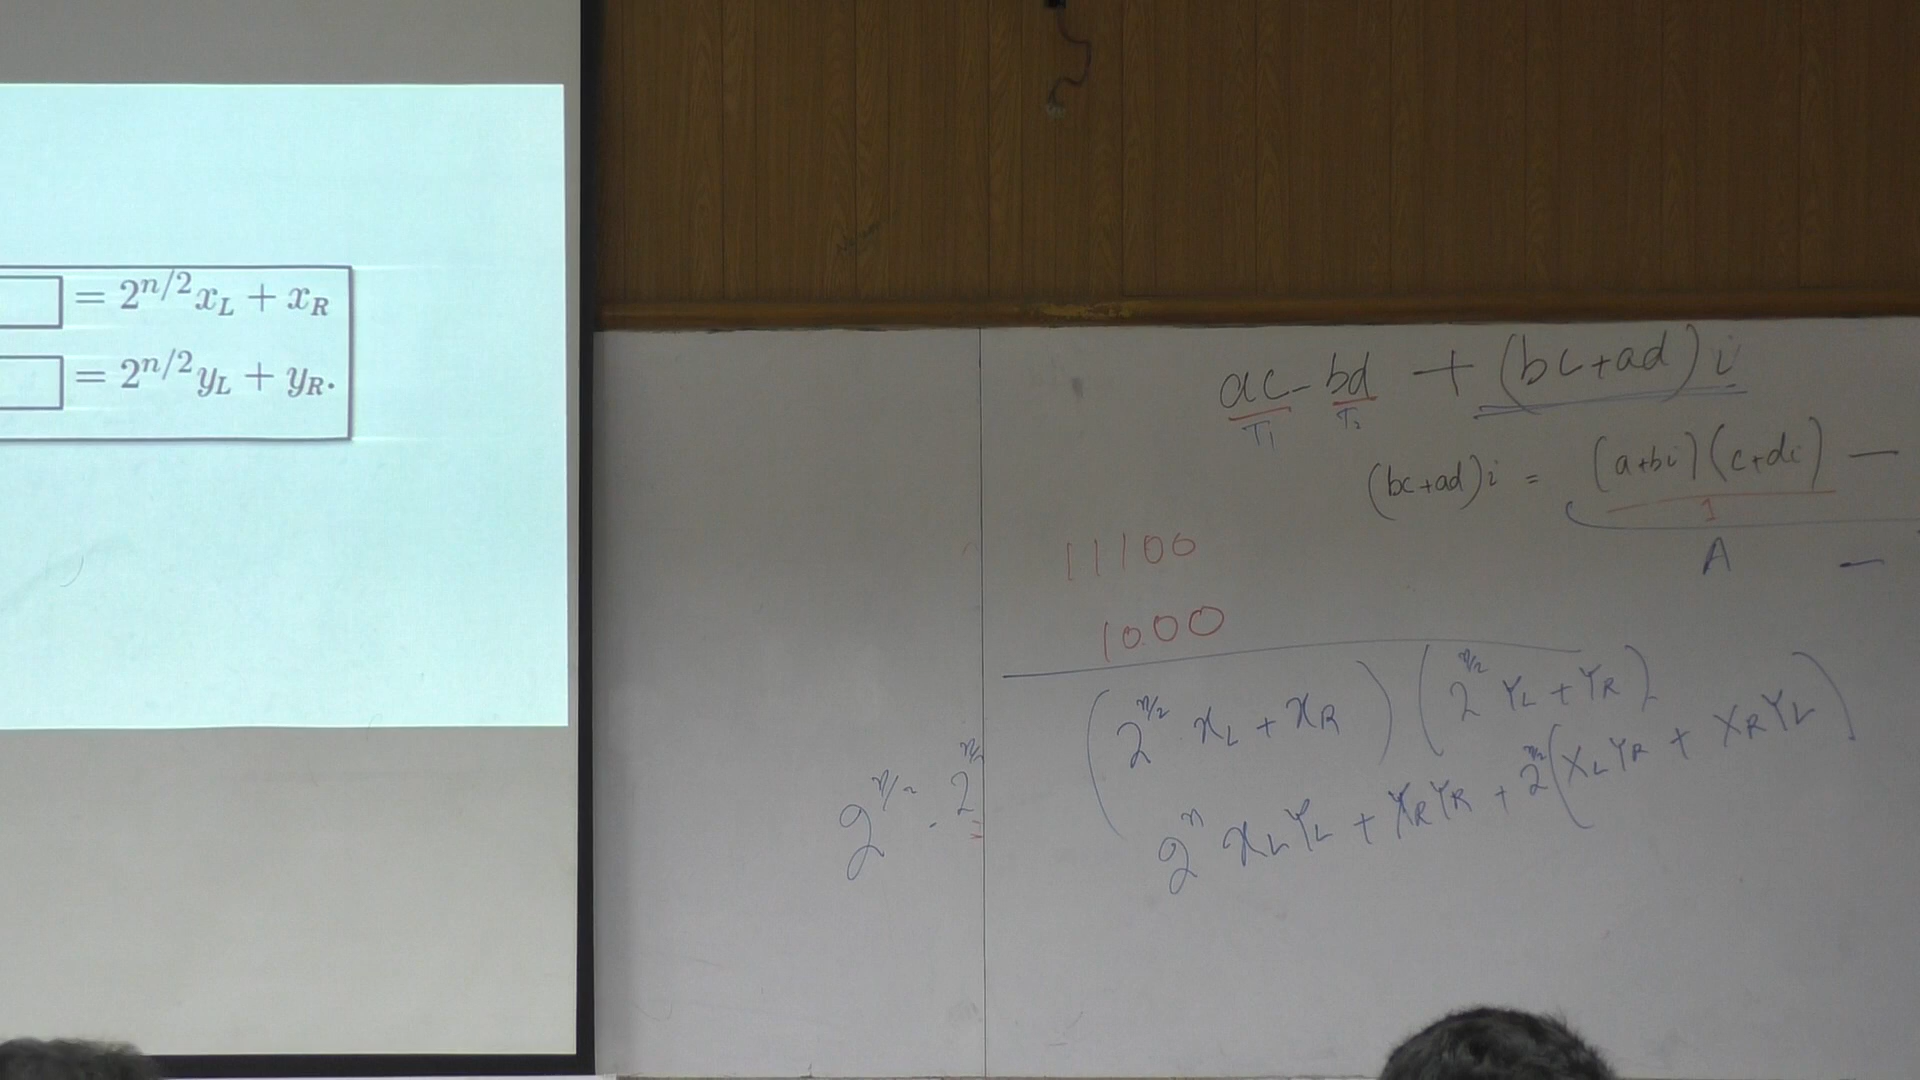 = 2^{n/2}x_L + x_R
= 2^{n/2}y_L + y_R.
ac - bd + (bc+ad)i
T_1 T_2
(bc+ad)i = (a+bi)(c+di) —
1
A —
11100
1000
(2^{n/2} x_L + x_R) (2^{n/2} Y_L + Y_R)
2^n x_L Y_L + X_R Y_R + 2^{n/2}(X_L Y_R + X_R Y_L)
2^{n/2} . 2^{n/2}